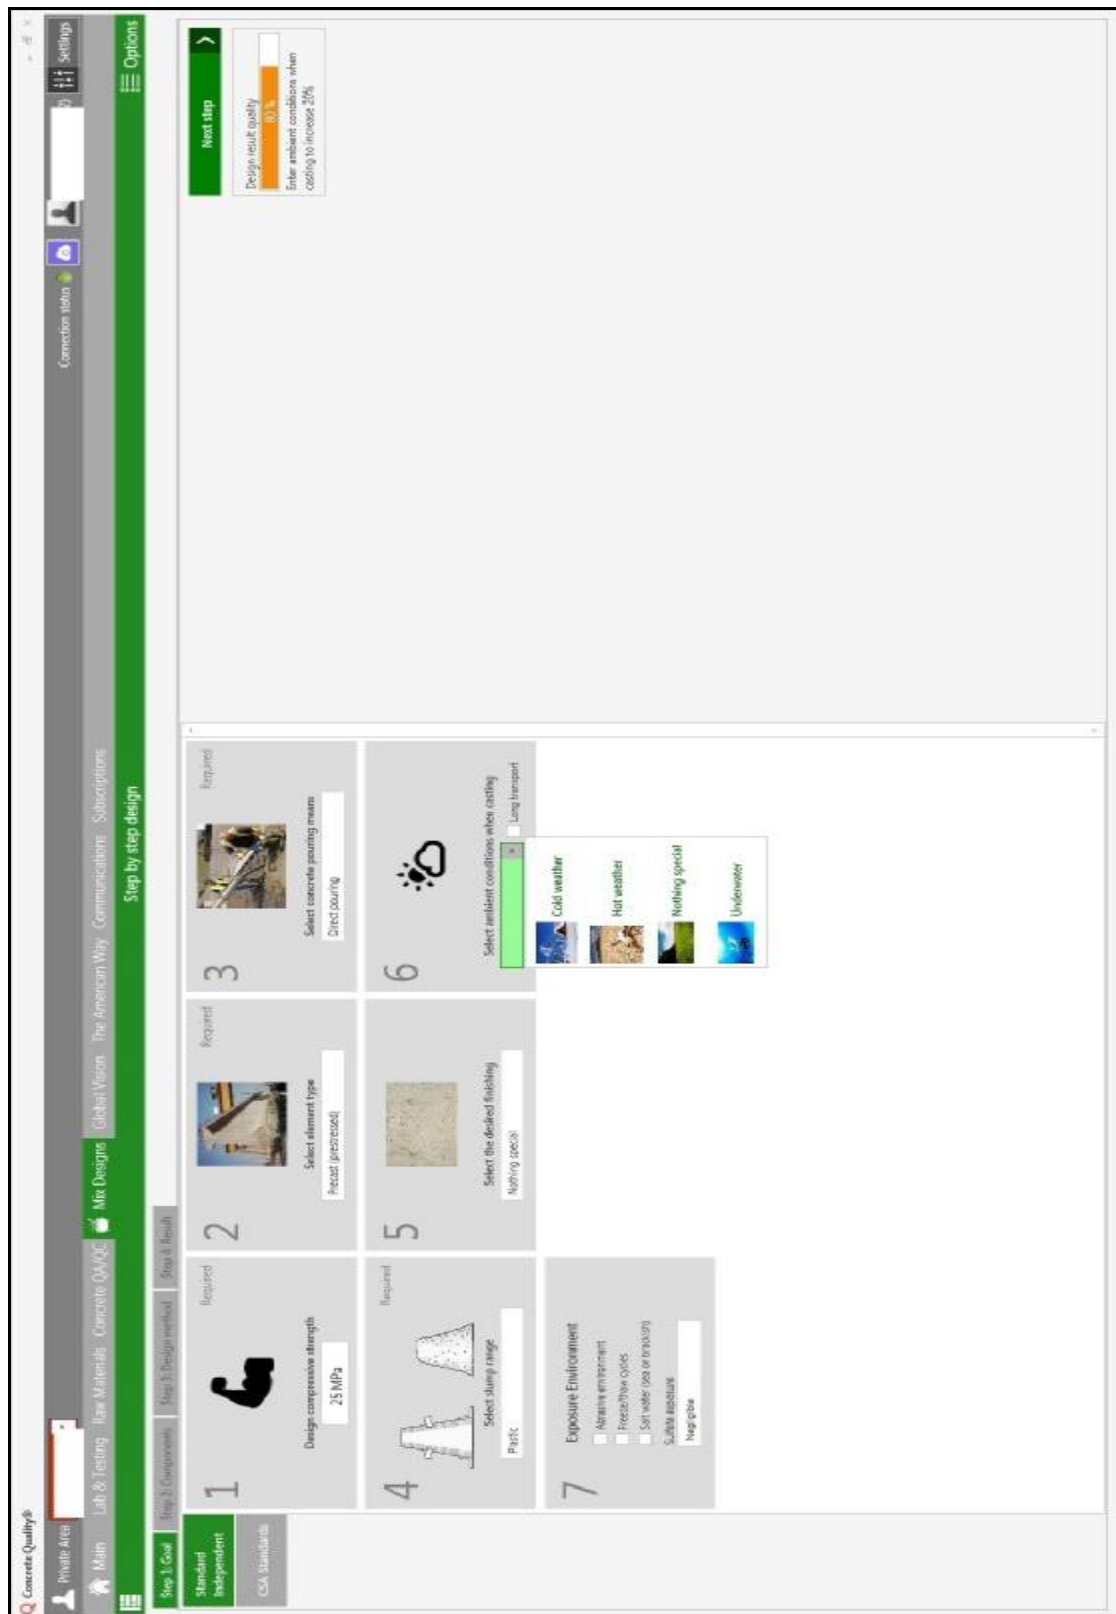 Concrete Quality®
Private Area
Connection status
Settings
Main Lab & Testing Raw Materials Concrete QA/QC Mix Designs Global Vision The American Way Communications Subscriptions
Step by step design
Options
Step 1: Goal Step 2: Components Step 3: Design method Step 4: Result
Standard
Independent
CSA Standards
1
Required
Design compressive strength
25 MPa
2
Required
Select element type
Precast (prestressed)
3
Required
Select concrete pouring means
Direct pouring
4
Required
Select slump range
Plastic
5
Select the desired finishing
Nothing special
6
Select ambient conditions when casting
Long transport
Cold weather
Hot weather
Nothing special
Underwater
7
Exposure Environment
Abrasive environment
Freeze/thaw cycles
Salt water (sea or brackish)
Sulfate exposure
Negligible
Next step
Design result quality
80 %
Enter ambient conditions when
casting to increase 20%